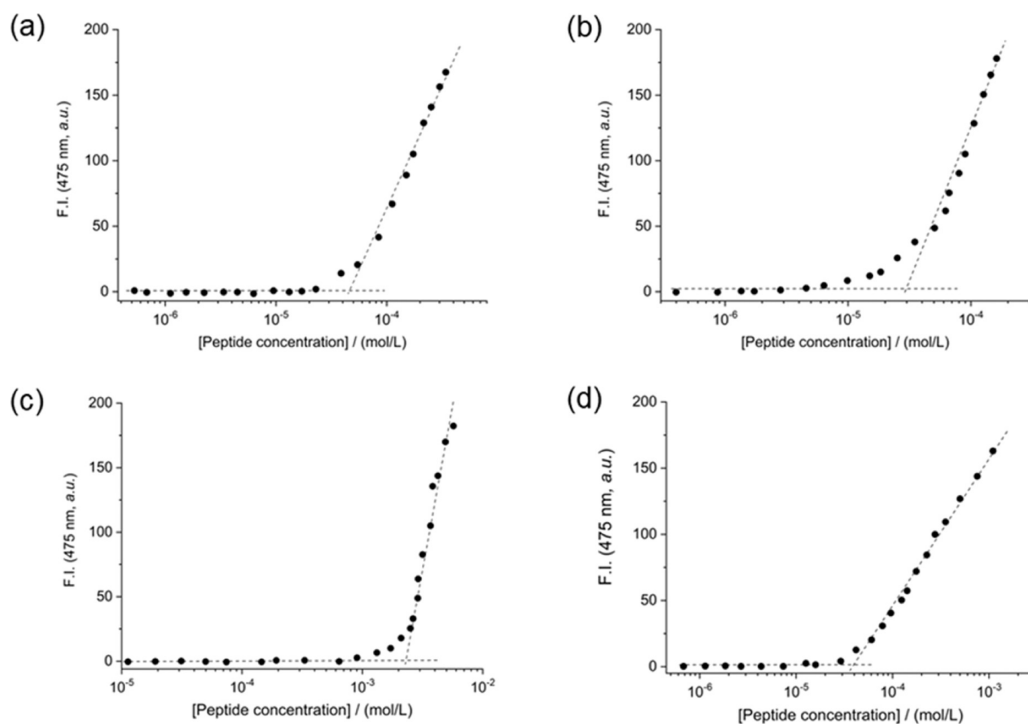 (a)
200
150
100
50
0
F.I. (475 nm, a.u.)
10⁻⁶
10⁻⁵
10⁻⁴
[Peptide concentration] / (mol/L)
(b)
200
150
100
50
0
F.I. (475 nm, a.u.)
10⁻⁶
10⁻⁵
10⁻⁴
[Peptide concentration] / (mol/L)
(c)
200
150
100
50
0
F.I. (475 nm, a.u.)
10⁻⁵
10⁻⁴
10⁻³
10⁻²
[Peptide concentration] / (mol/L)
(d)
200
150
100
50
0
F.I. (475 nm, a.u.)
10⁻⁶
10⁻⁵
10⁻⁴
10⁻³
[Peptide concentration] / (mol/L)